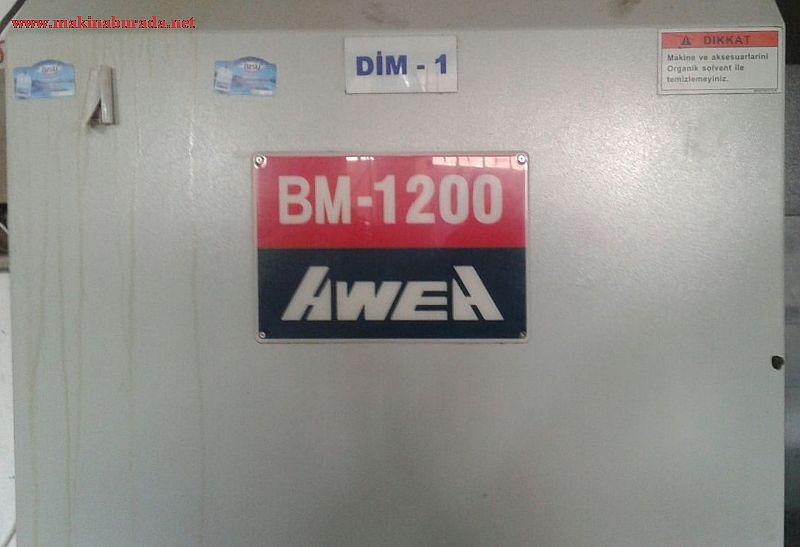 www.makinaburada.net
DİM - 1
DIKKAT
Makine ve aksesuarlarini
Organik solvent ile
temizlemeyiniz.
BM-1200
AWEA